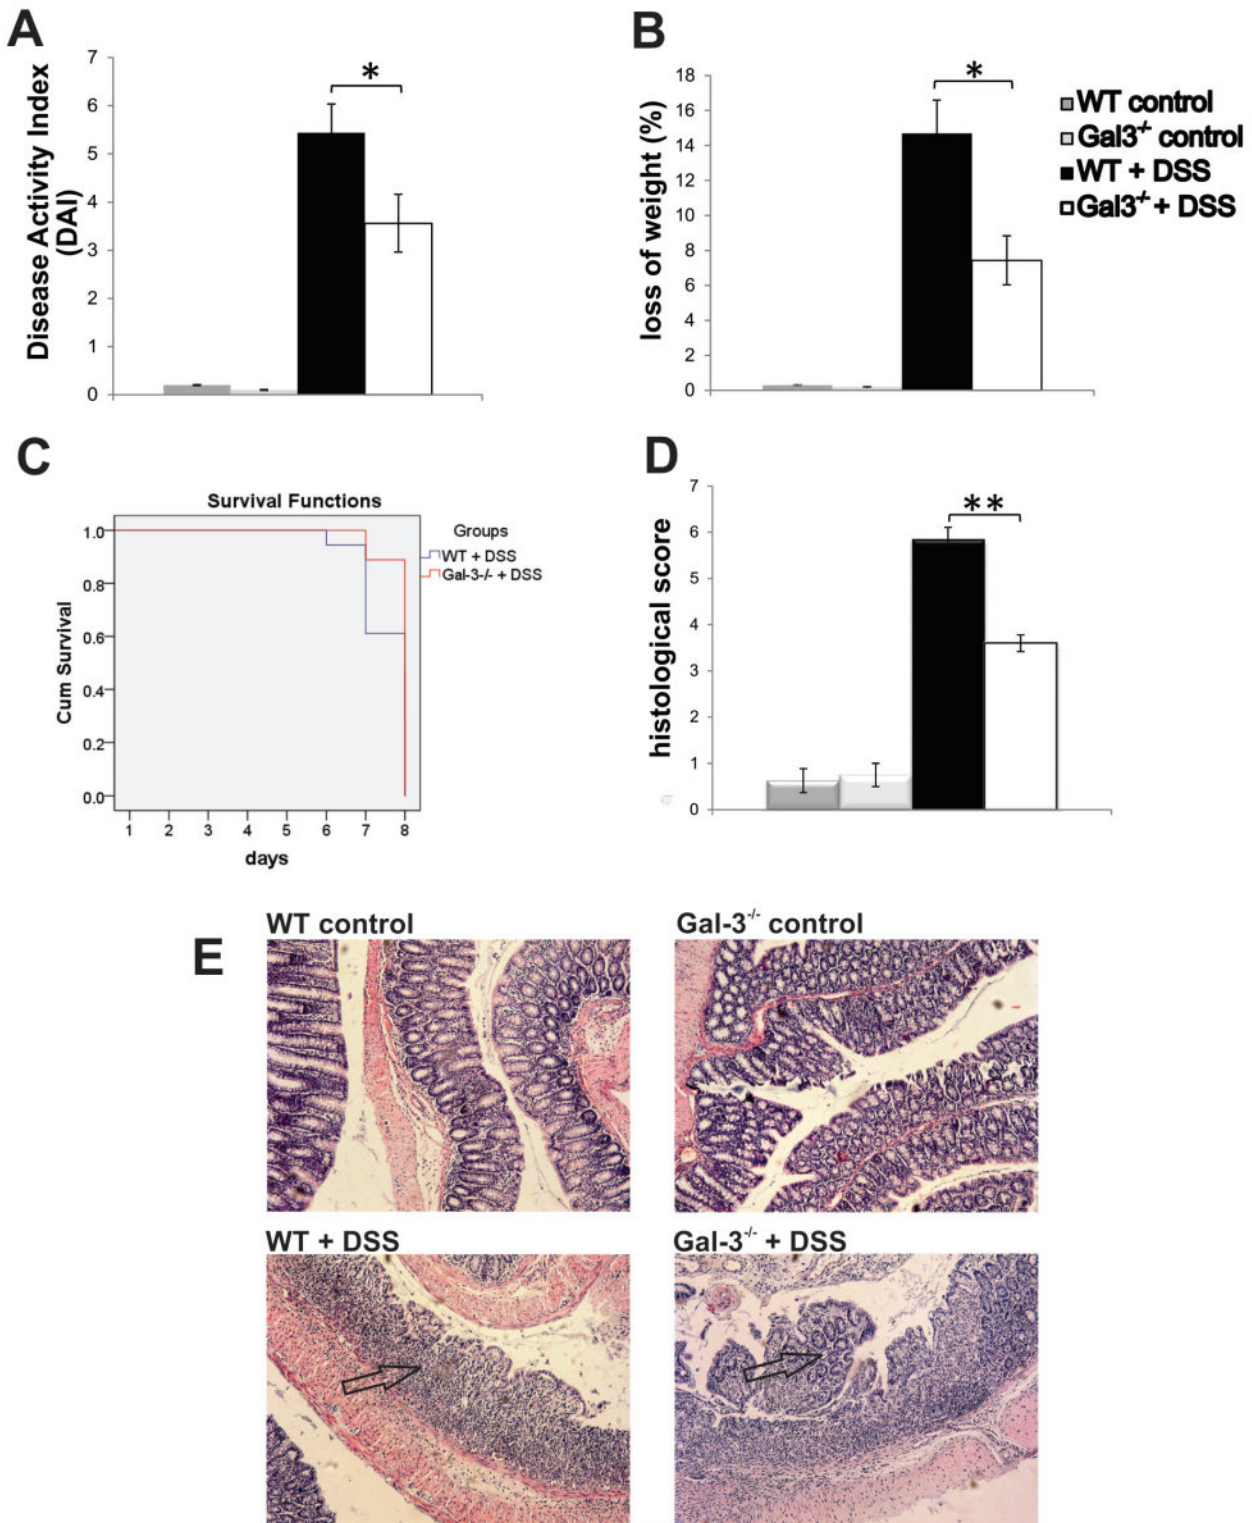 A
Disease Activity Index
(DAI)
7
6
5
4
3
2
1
0
*
B
loss of weight (%)
18
16
14
12
10
8
6
4
2
0
*
WT control
Gal3-/- control
WT + DSS
Gal3-/- + DSS
C
Survival Functions
Cum Survival
1.0
0.8
0.6
0.4
0.2
0.0
1 2 3 4 5 6 7 8
days
Groups
WT + DSS
Gal-3-/- + DSS
D
histological score
7
6
5
4
3
2
1
0
**
E
WT control
Gal-3-/- control
WT + DSS
Gal-3-/- + DSS